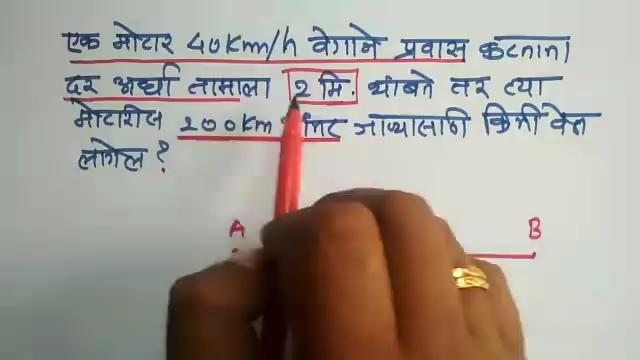 एक मोटार 40km/h वेगाने प्रवास करताना
दर अर्ध्या तासाला 2 मि. थांबते तर त्या
मोटारीस 200km जाण्यासाठी किती वेळ
लागेल ?
A B